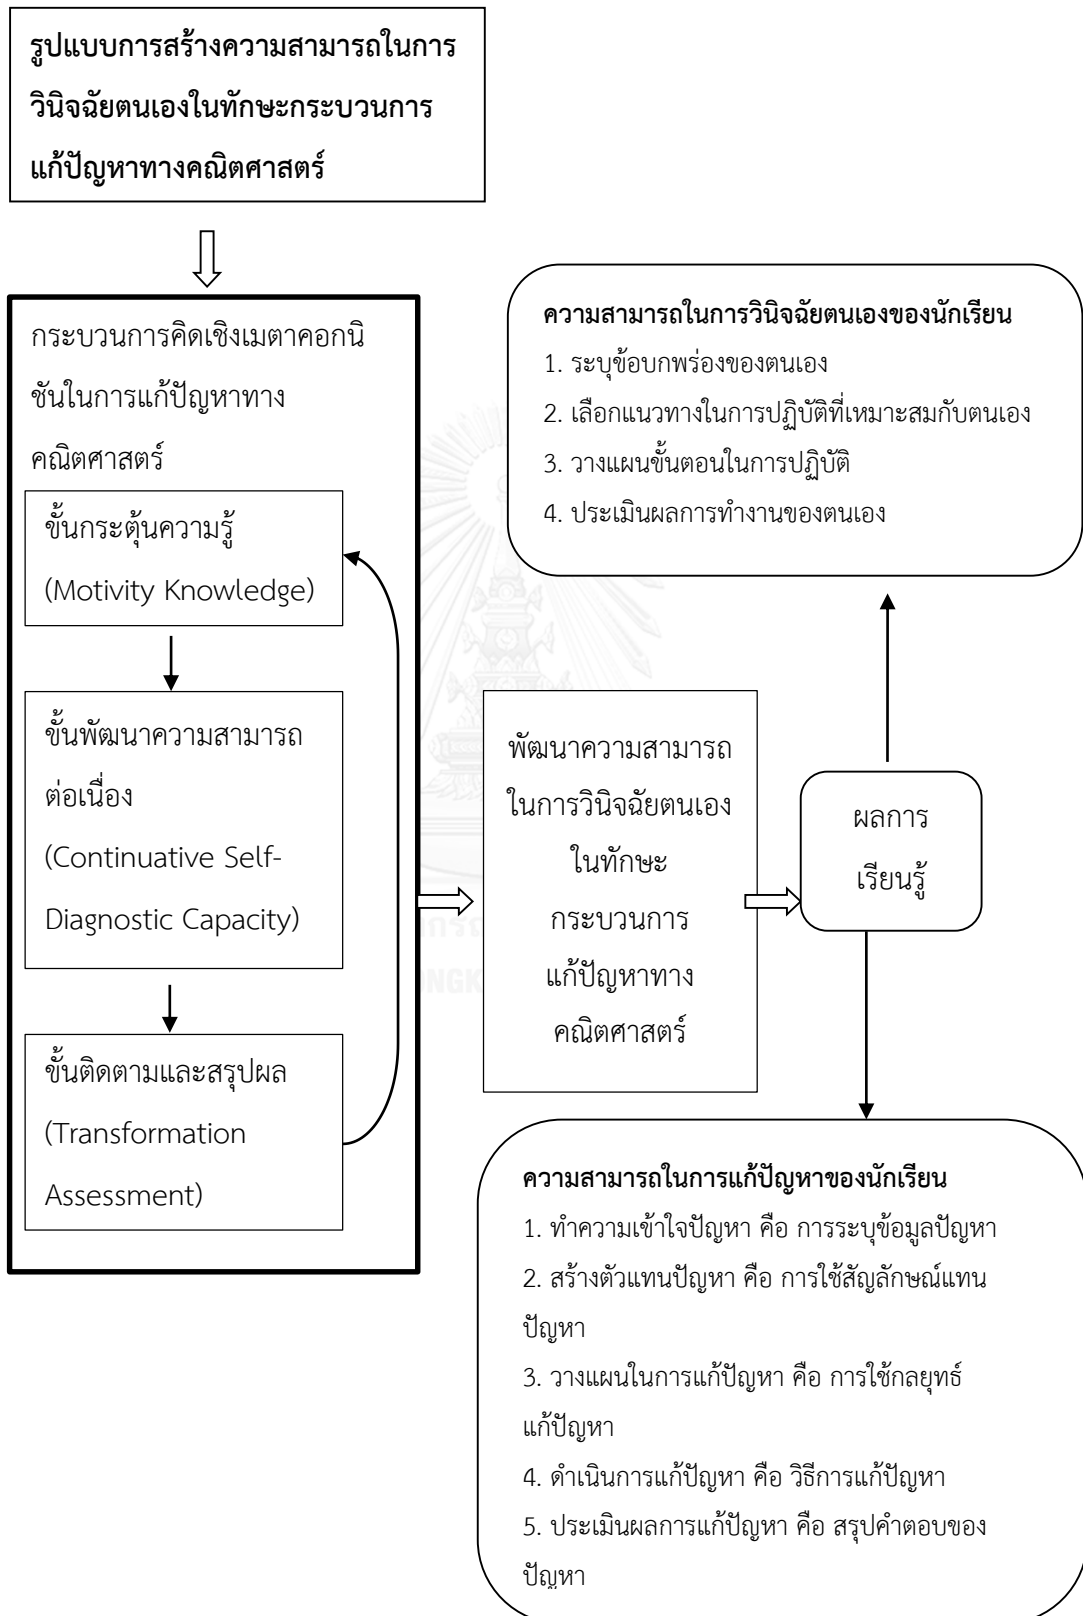 รูปแบบการสร้างความสามารถในการ
วินิจฉัยตนเองในทักษะกระบวนการ
แก้ปัญหาทางคณิตศาสตร์
กระบวนการคิดเชิงเมตาคอกนิ
ชันในการแก้ปัญหาทาง
คณิตศาสตร์
ขั้นกระตุ้นความรู้
(Motivity Knowledge)
ขั้นพัฒนาความสามารถ
ต่อเนื่อง
(Continuative Self-
Diagnostic Capacity)
ขั้นติดตามและสรุปผล
(Transformation
Assessment)
พัฒนาความสามารถ
ในการวินิจฉัยตนเอง
ในทักษะ
กระบวนการ
แก้ปัญหาทาง
คณิตศาสตร์
ผลการ
เรียนรู้
ความสามารถในการวินิจฉัยตนเองของนักเรียน
1. ระบุข้อบกพร่องของตนเอง
2. เลือกแนวทางในการปฏิบัติที่เหมาะสมกับตนเอง
3. วางแผนขั้นตอนในการปฏิบัติ
4. ประเมินผลการทำงานของตนเอง
ความสามารถในการแก้ปัญหาของนักเรียน
1. ทำความเข้าใจปัญหา คือ การระบุข้อมูลปัญหา
2. สร้างตัวแทนปัญหา คือ การใช้สัญลักษณ์แทน
ปัญหา
3. วางแผนในการแก้ปัญหา คือ การใช้กลยุทธ์
แก้ปัญหา
4. ดำเนินการแก้ปัญหา คือ วิธีการแก้ปัญหา
5. ประเมินผลการแก้ปัญหา คือ สรุปคำตอบของ
ปัญหา